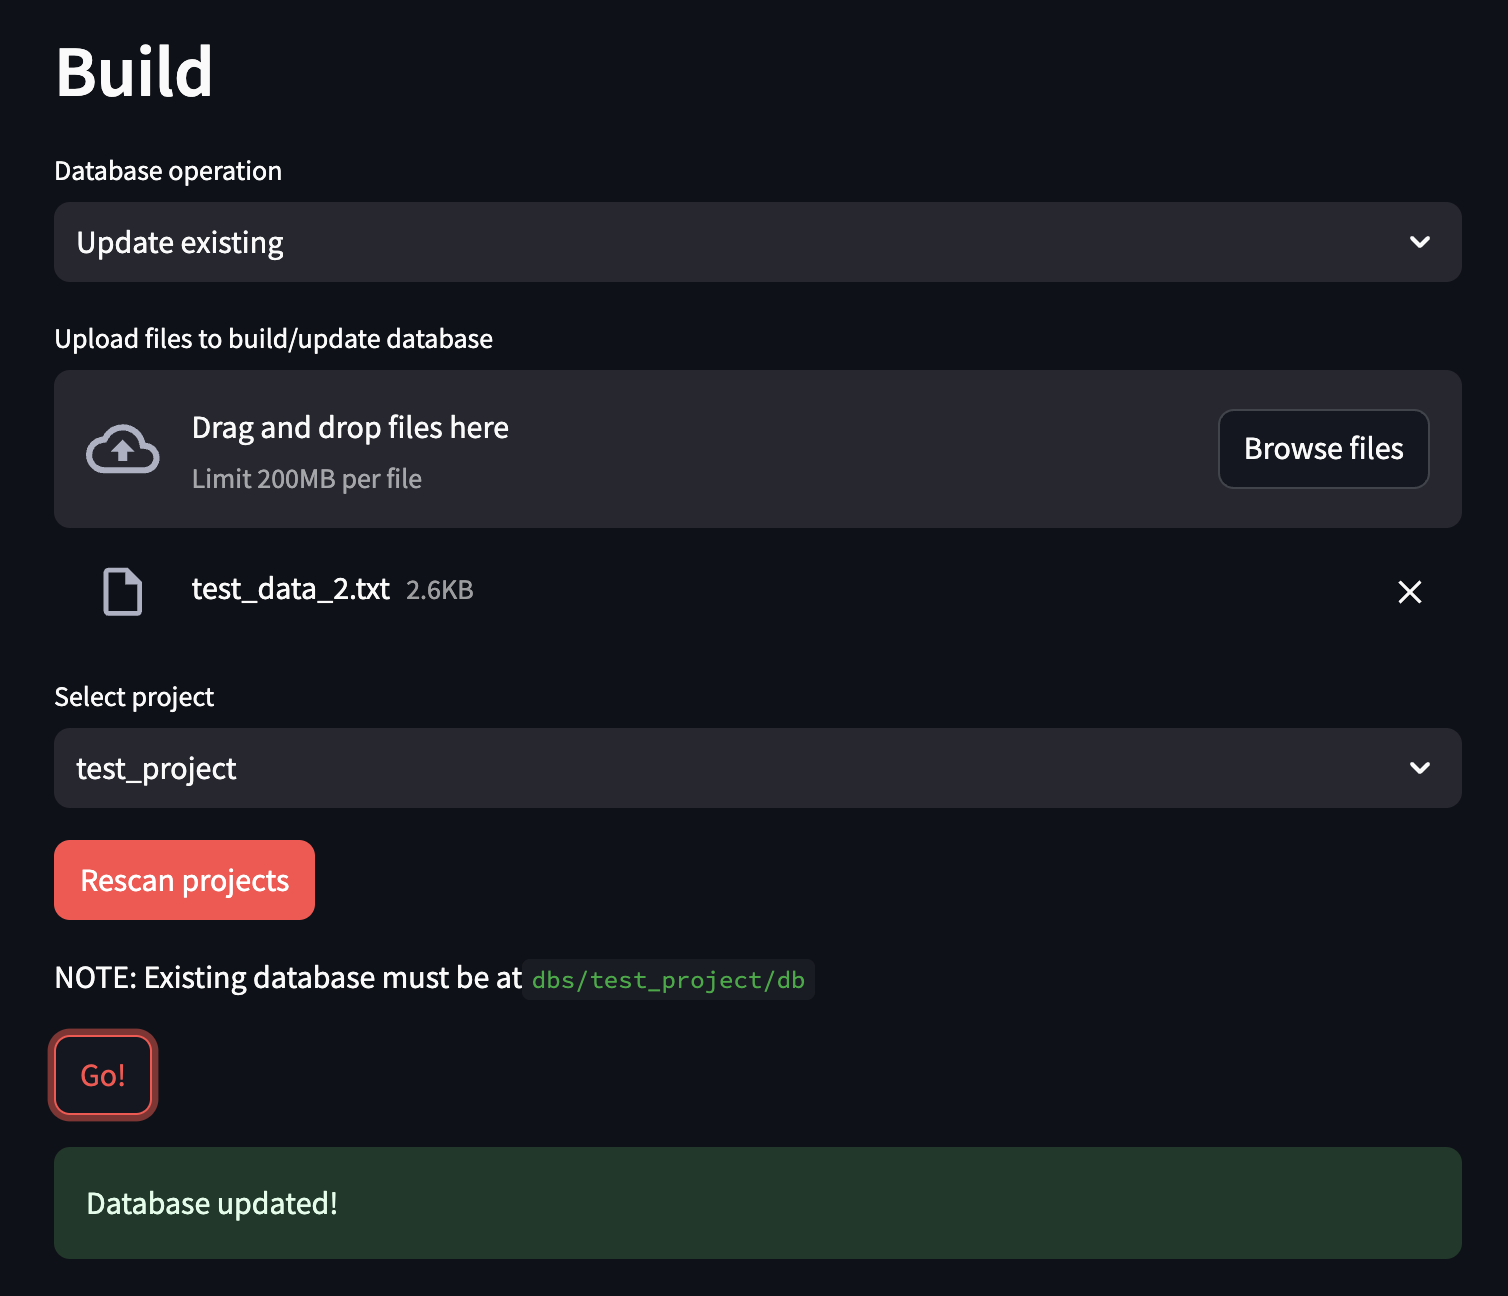 Build
Database operation
Update existing
Upload files to build/update database
Drag and drop files here
Limit 200MB per file
Browse files
test_data_2.txt 2.6KB
Select project
test_project
Rescan projects
NOTE: Existing database must be at dbs/test_project/db
Go!
Database updated!